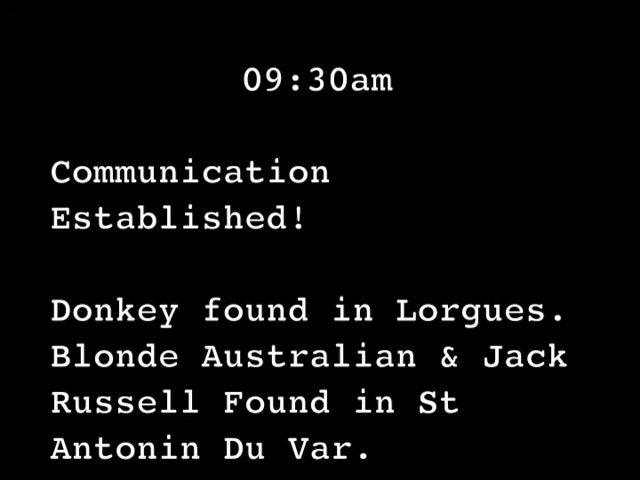 09:30am
Communication
Established!
Donkey found in Lorgues.
Blonde Australian & Jack
Russell Found in St
Antonin Du Var.